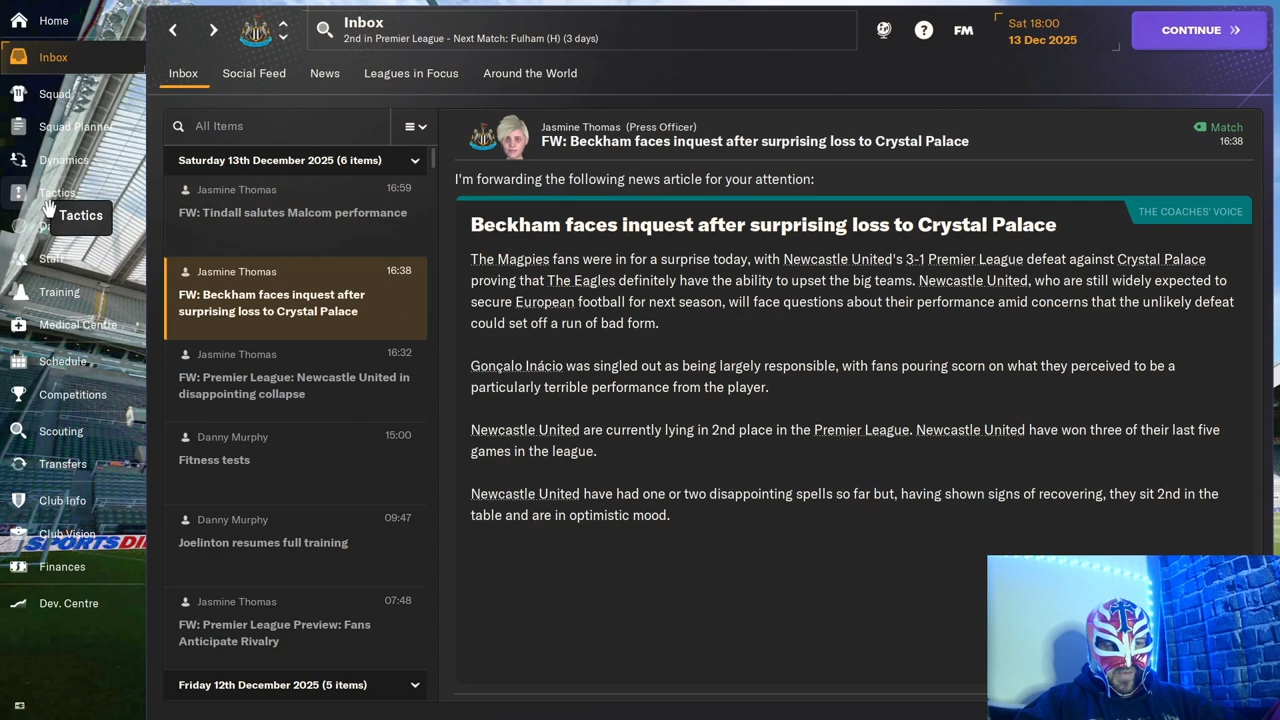 Home
Inbox
Squad
Squad Planner
Dynamics
Tactics
Tactics
Staff
Training
Medical Centre
Schedule
Competitions
Scouting
Transfers
Club Info
Club Vision
SPORTS DI
Finances
Dev. Centre
Inbox
2nd in Premier League - Next Match: Fulham (H) (3 days)
?
FM
Sat 18:00
13 Dec 2025
CONTINUE
Inbox
Social Feed
News
Leagues in Focus
Around the World
All Items
Saturday 13th December 2025 (6 items)
Jasmine Thomas 16:59
FW: Tindall salutes Malcom performance
Jasmine Thomas 16:38
FW: Beckham faces inquest after
surprising loss to Crystal Palace
Jasmine Thomas 16:32
FW: Premier League: Newcastle United in
disappointing collapse
Danny Murphy 15:00
Fitness tests
Danny Murphy 09:47
Joelinton resumes full training
Jasmine Thomas 07:48
FW: Premier League Preview: Fans
Anticipate Rivalry
Friday 12th December 2025 (5 items)
Jasmine Thomas (Press Officer)
FW: Beckham faces inquest after surprising loss to Crystal Palace
Match
16:38
I'm forwarding the following news article for your attention:
THE COACHES' VOICE
Beckham faces inquest after surprising loss to Crystal Palace
The Magpies fans were in for a surprise today, with Newcastle United's 3-1 Premier League defeat against Crystal Palace
proving that The Eagles definitely have the ability to upset the big teams. Newcastle United, who are still widely expected to
secure European football for next season, will face questions about their performance amid concerns that the unlikely defeat
could set off a run of bad form.
Gonçalo Inácio was singled out as being largely responsible, with fans pouring scorn on what they perceived to be a
particularly terrible performance from the player.
Newcastle United are currently lying in 2nd place in the Premier League. Newcastle United have won three of their last five
games in the league.
Newcastle United have had one or two disappointing spells so far but, having shown signs of recovering, they sit 2nd in the
table and are in optimistic mood.